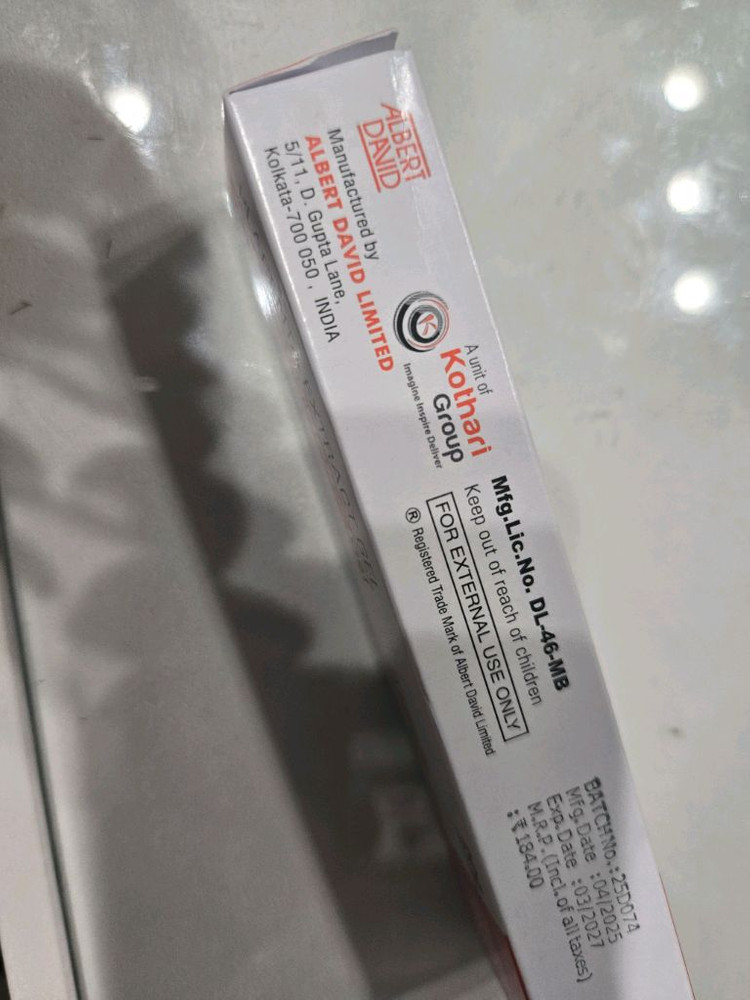 ALBERT
DAVID
Manufactured by
ALBERT DAVID LIMITED
5/11, D. Gupta Lane,
Kolkata-700 050, INDIA
K
A unit of
Kothari
Group
Imagine Inspire Deliver
Mfg.Lic.No. DL-46-MB
Keep out of reach of children
FOR EXTERNAL USE ONLY
® Registered Trade Mark of Albert David Limited
BATCH No.:25D074
Mfg.Date :04/2025
Exp.Date :03/2027
M.R.P.(Incl.of all taxes)
:₹184.00